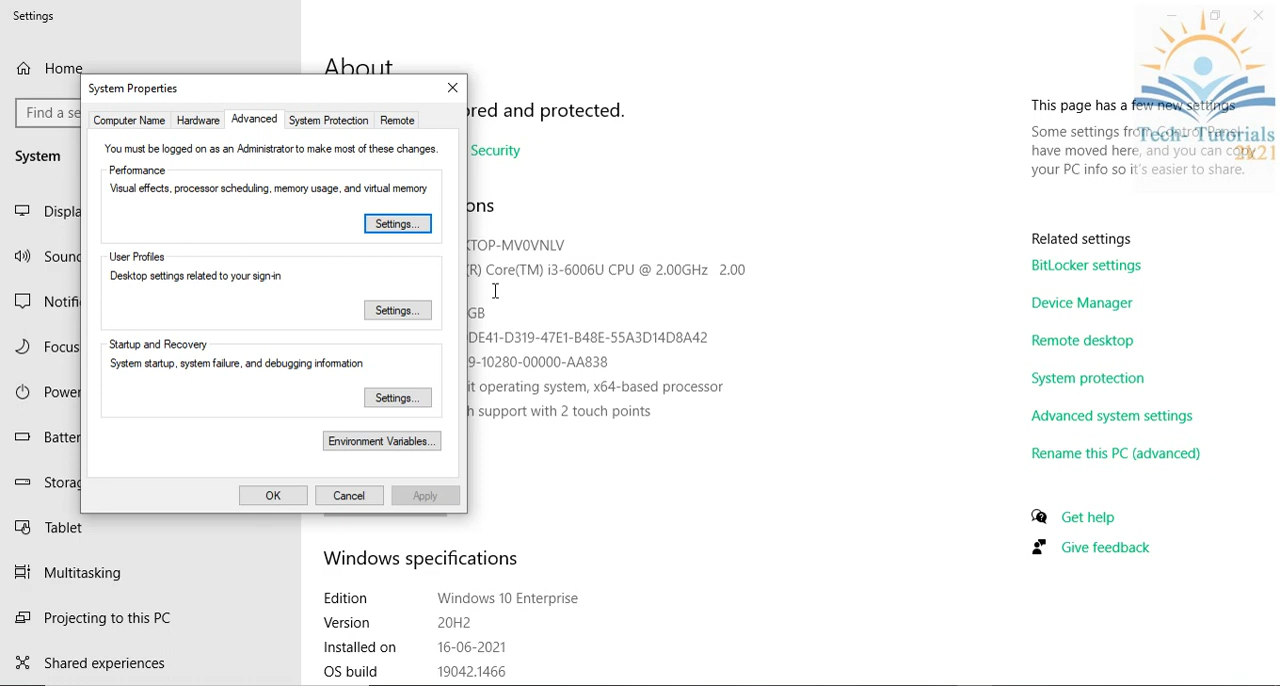 Settings
Home
Find a se
System
Displa
Sound
Notifi
Focus
Power
Batter
Storag
Tablet
Multitasking
Projecting to this PC
Shared experiences
System Properties
Computer Name
Hardware
Advanced
System Protection
Remote
You must be logged on as an Administrator to make most of these changes.
Performance
Visual effects, processor scheduling, memory usage, and virtual memory
Settings...
User Profiles
Desktop settings related to your sign-in
Settings...
Startup and Recovery
System startup, system failure, and debugging information
Settings...
Environment Variables...
OK
Cancel
Apply
About
ored and protected.
Security
ons
KTOP-MV0VNLV
(R) Core(TM) i3-6006U CPU @ 2.00GHz 2.00
GB
DE41-D319-47E1-B48E-55A3D14D8A42
9-10280-00000-AA838
it operating system, x64-based processor
h support with 2 touch points
Windows specifications
Edition Windows 10 Enterprise
Version 20H2
Installed on 16-06-2021
OS build 19042.1466
This page has a few new settings
Some settings from Control Panel
have moved here, and you can copy
your PC info so it's easier to share.
Tech- Tutorials
2k21
Related settings
BitLocker settings
Device Manager
Remote desktop
System protection
Advanced system settings
Rename this PC (advanced)
Get help
Give feedback